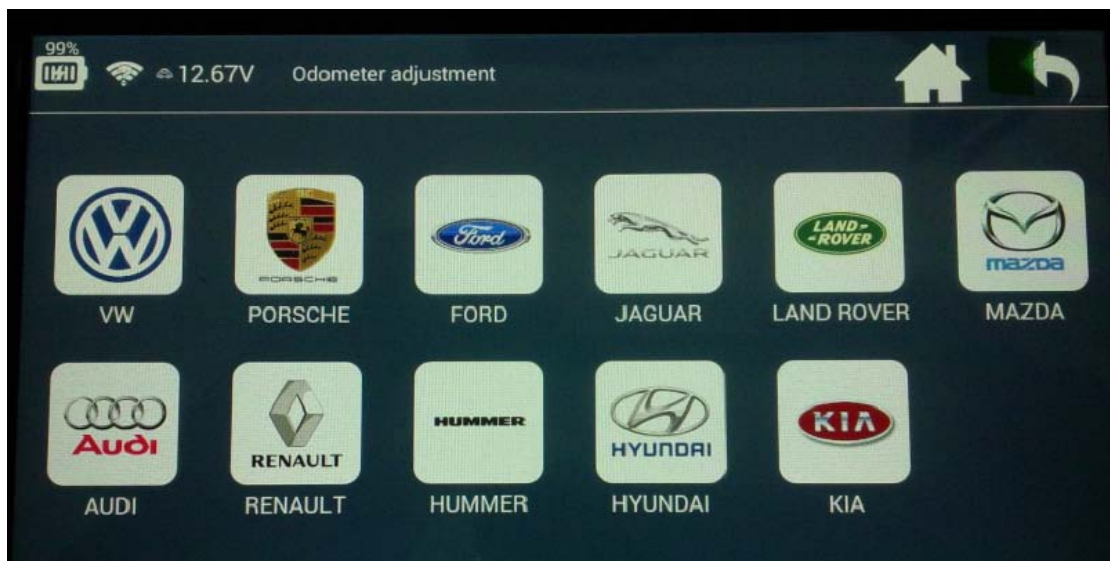 99%
12.67V Odometer adjustment
PORSCHE
Ford
JAGUAR
LAND-
-ROVER
mazda
VW PORSCHE FORD JAGUAR LAND ROVER MAZDA
Audi
RENAULT
HUMMER
HYUNDAI
KIA
AUDI RENAULT HUMMER HYUNDAI KIA